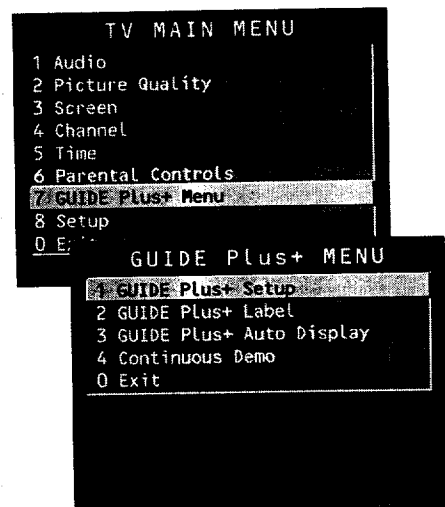 TV MAIN MENU
1 Audio
2 Picture Quality
3 Screen
4 Channel
5 Time
6 Parental Controls
7 GUIDE Plus+ Menu
8 Setup
0 Exit
GUIDE Plus+ MENU
1 GUIDE Plus+ Setup
2 GUIDE Plus+ Label
3 GUIDE Plus+ Auto Display
4 Continuous Demo
0 Exit